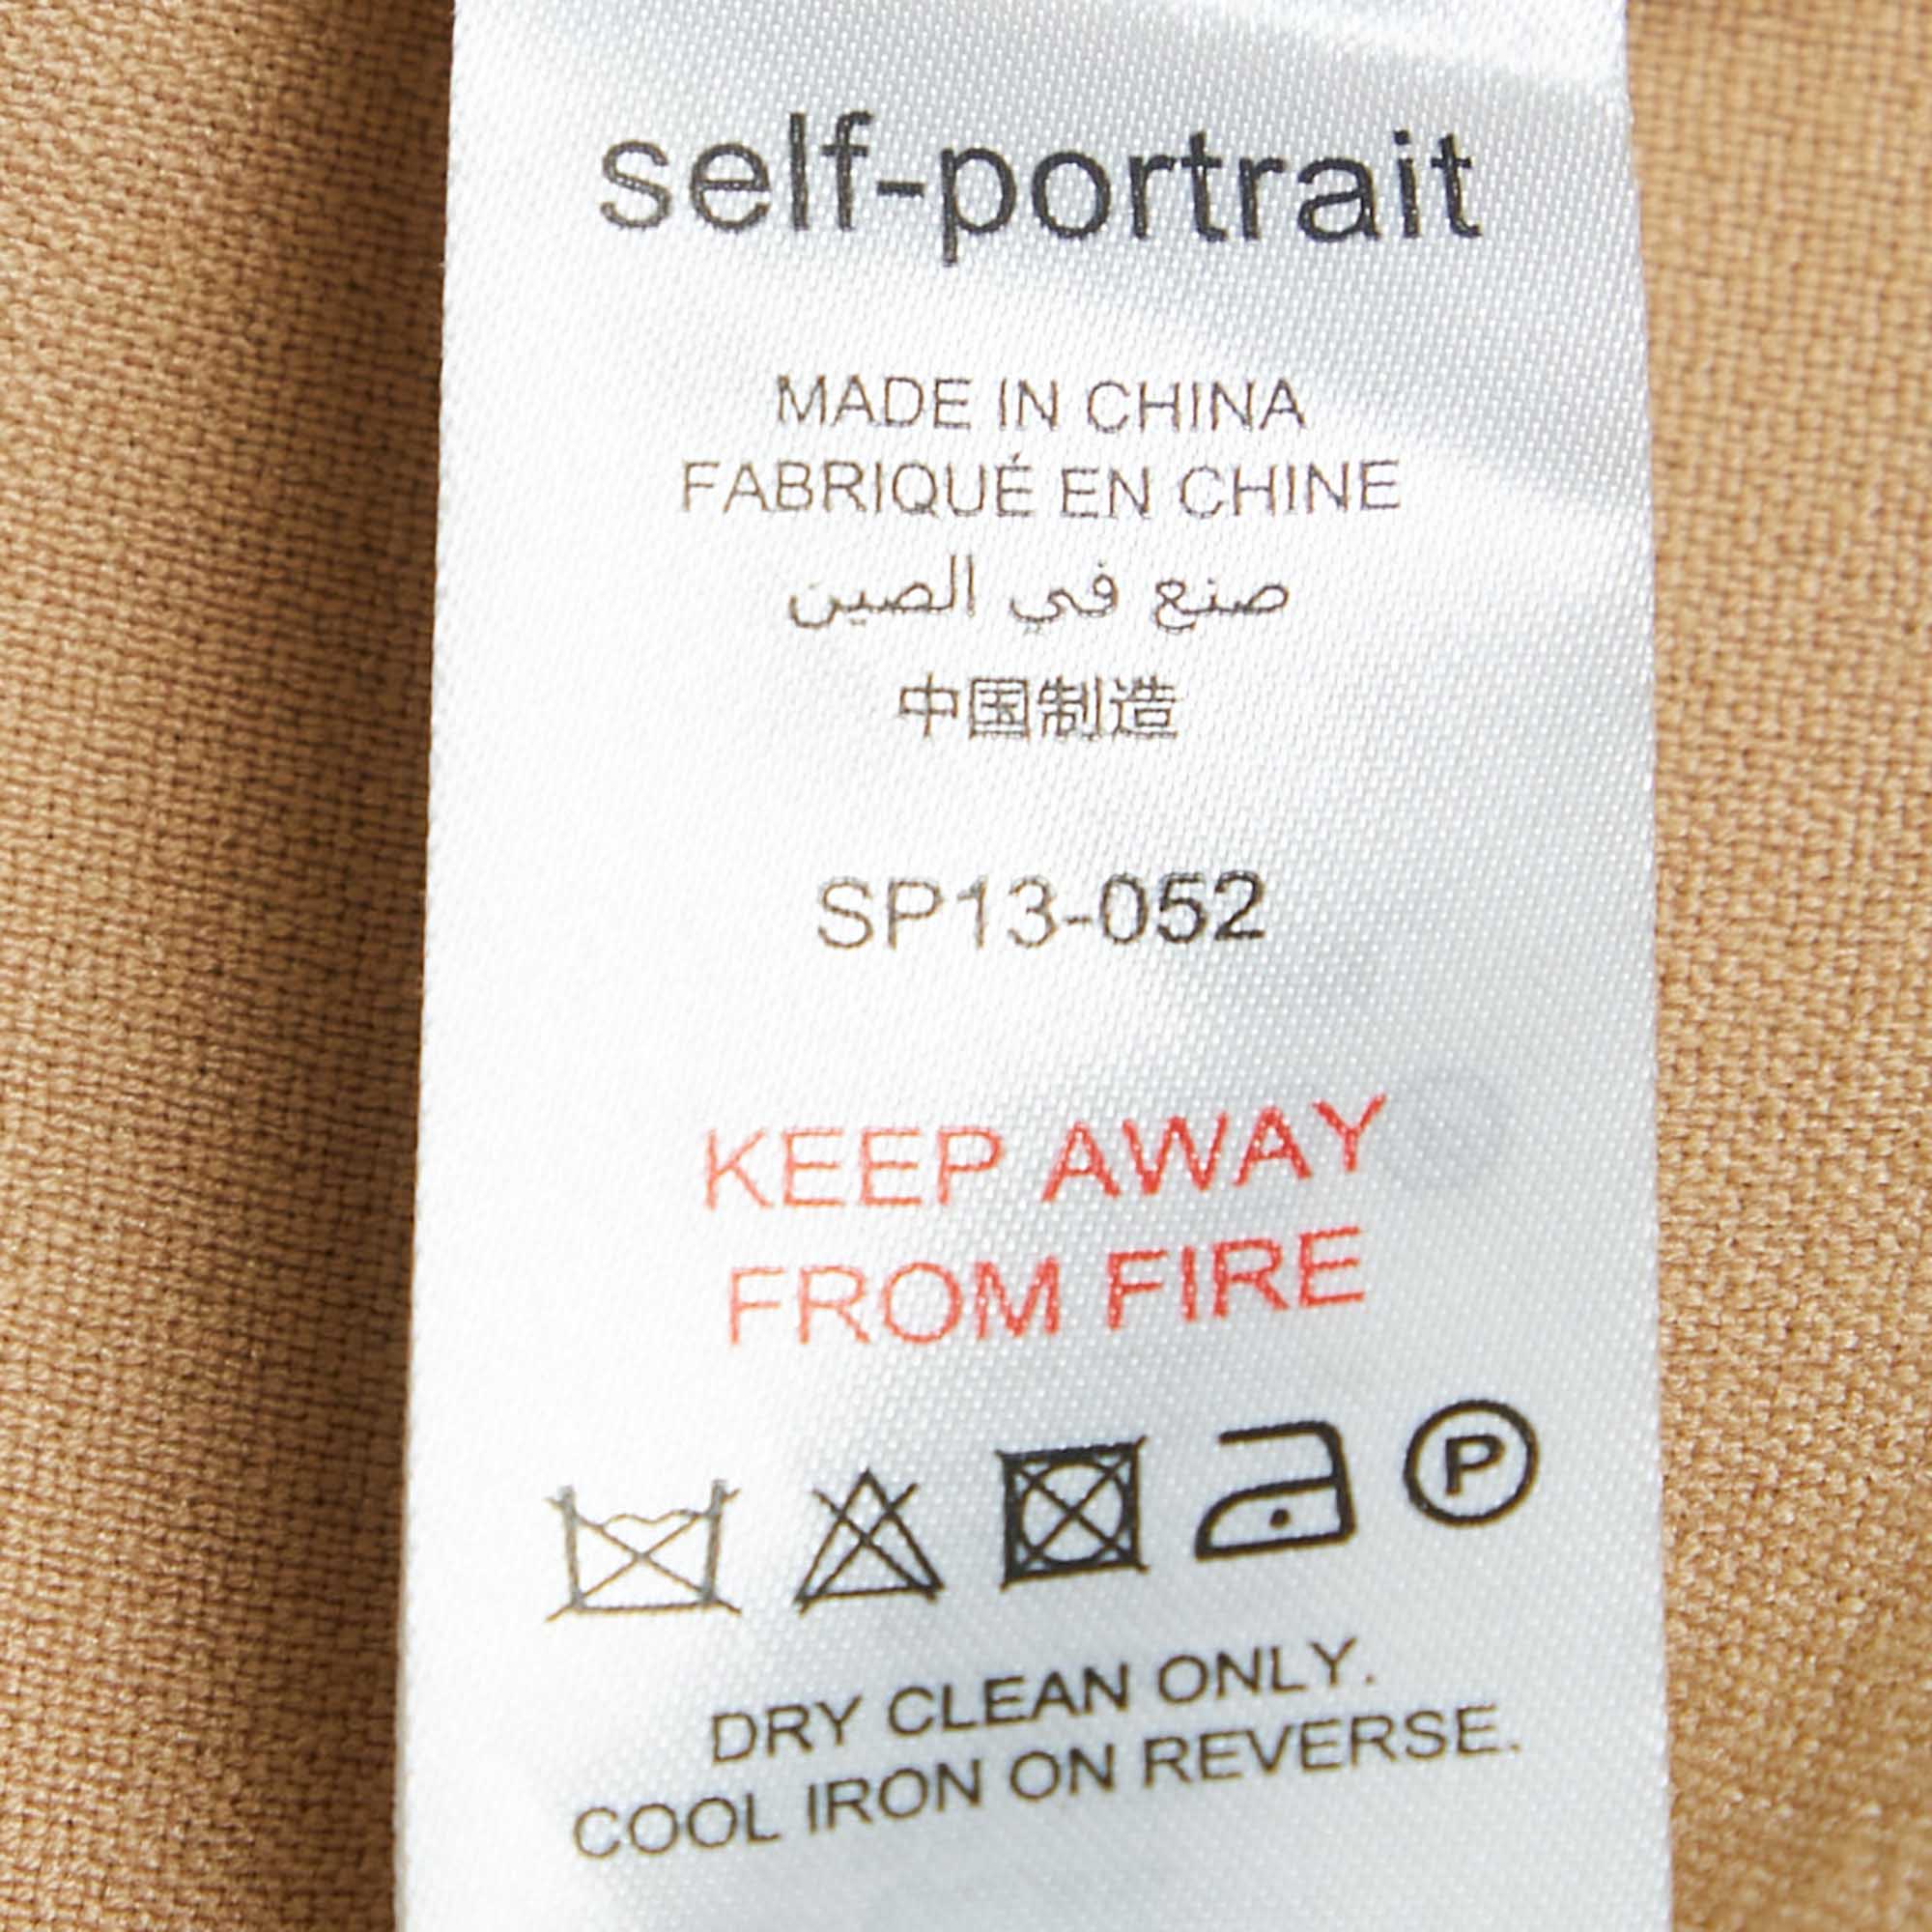 self-portrait
MADE IN CHINA
FABRIQUÉ EN CHINE
صنع في الصين
中国制造
SP13-052
KEEP AWAY
FROM FIRE
P
DRY CLEAN ONLY.
COOL IRON ON REVERSE.